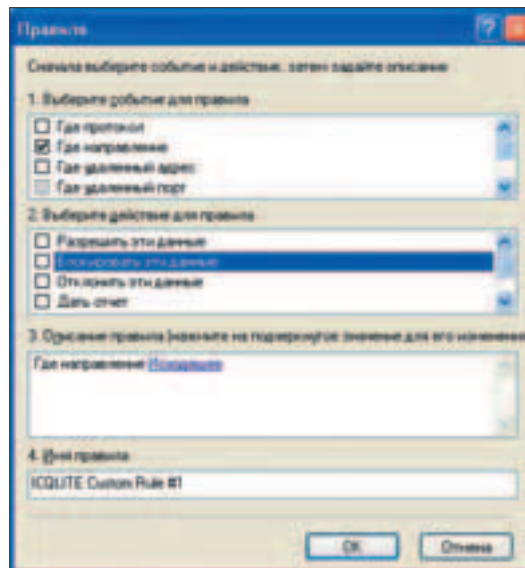 Правила
Сначала выберите событие и действие, затем задайте описание
1. Выберите событие для правила
Где протокол
Где направление
Где удаленный адрес
Где удаленный порт
2. Выберите действие для правила
Разрешить эти данные
Блокировать эти данные
Отклонить эти данные
Дать отчет
3. Описание правила (нажмите на подчеркнутое значение для его изменения
Где направление Исходящее
4. Имя правила
ICQLITE Custom Rule #1
OK
Отмена